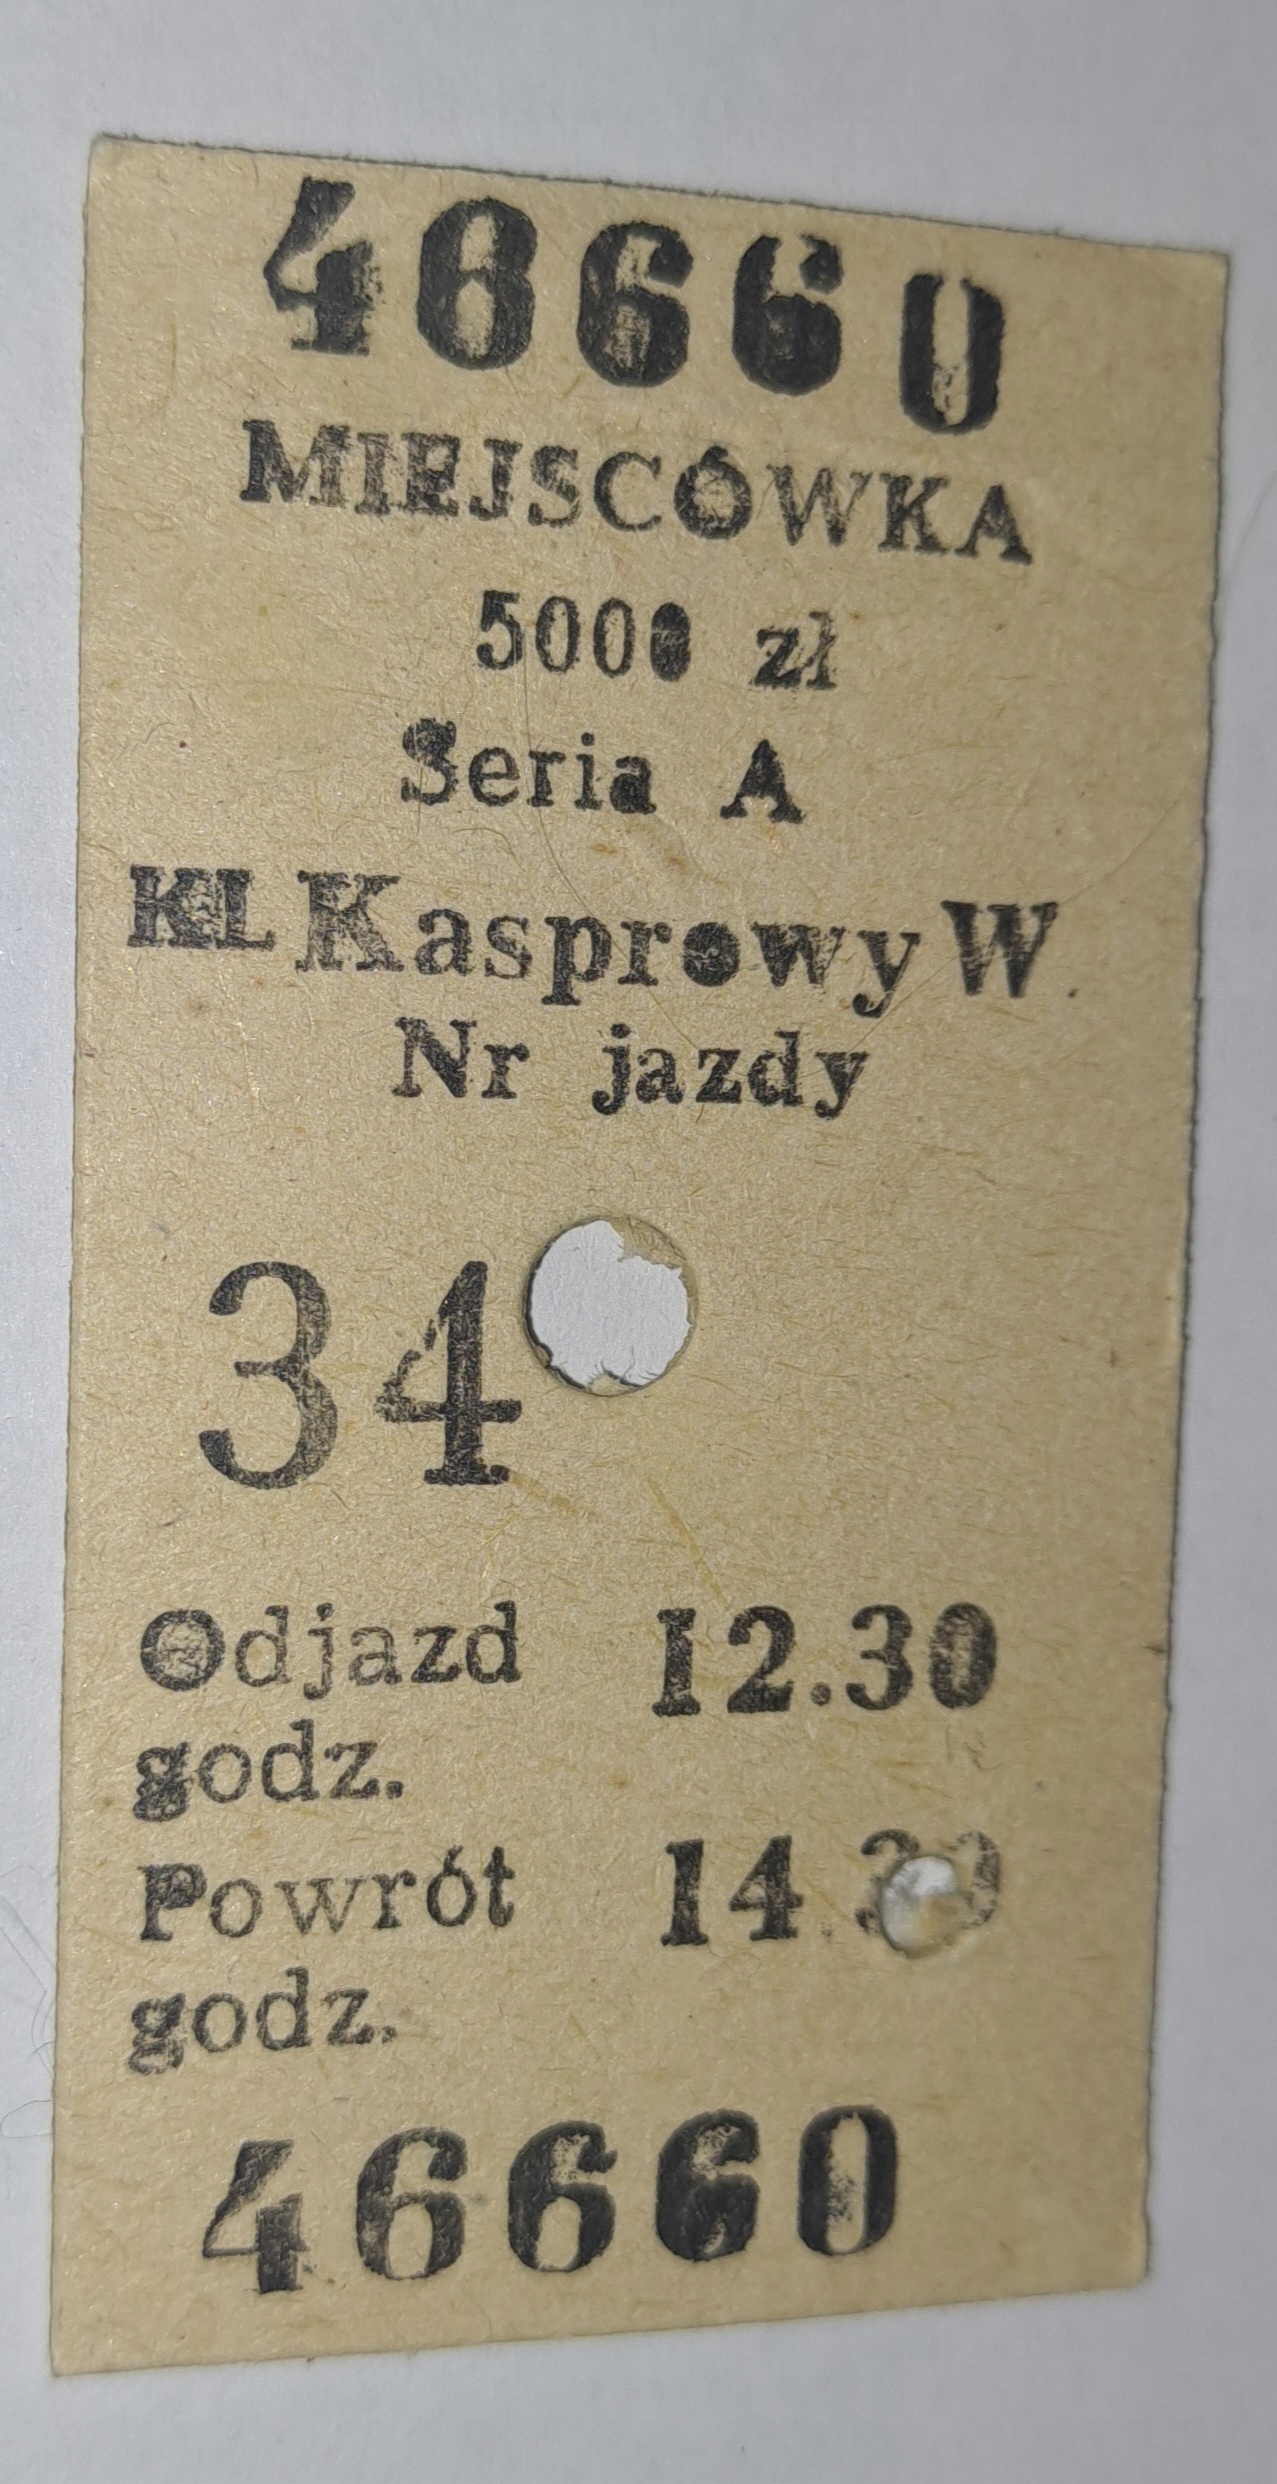 46660
MIEJSCÓWKA
5000 zł
Seria A
KL Kasprowy W.
Nr jazdy
34
Odjazd 12.30
godz.
Powrót 14
godz.
46660